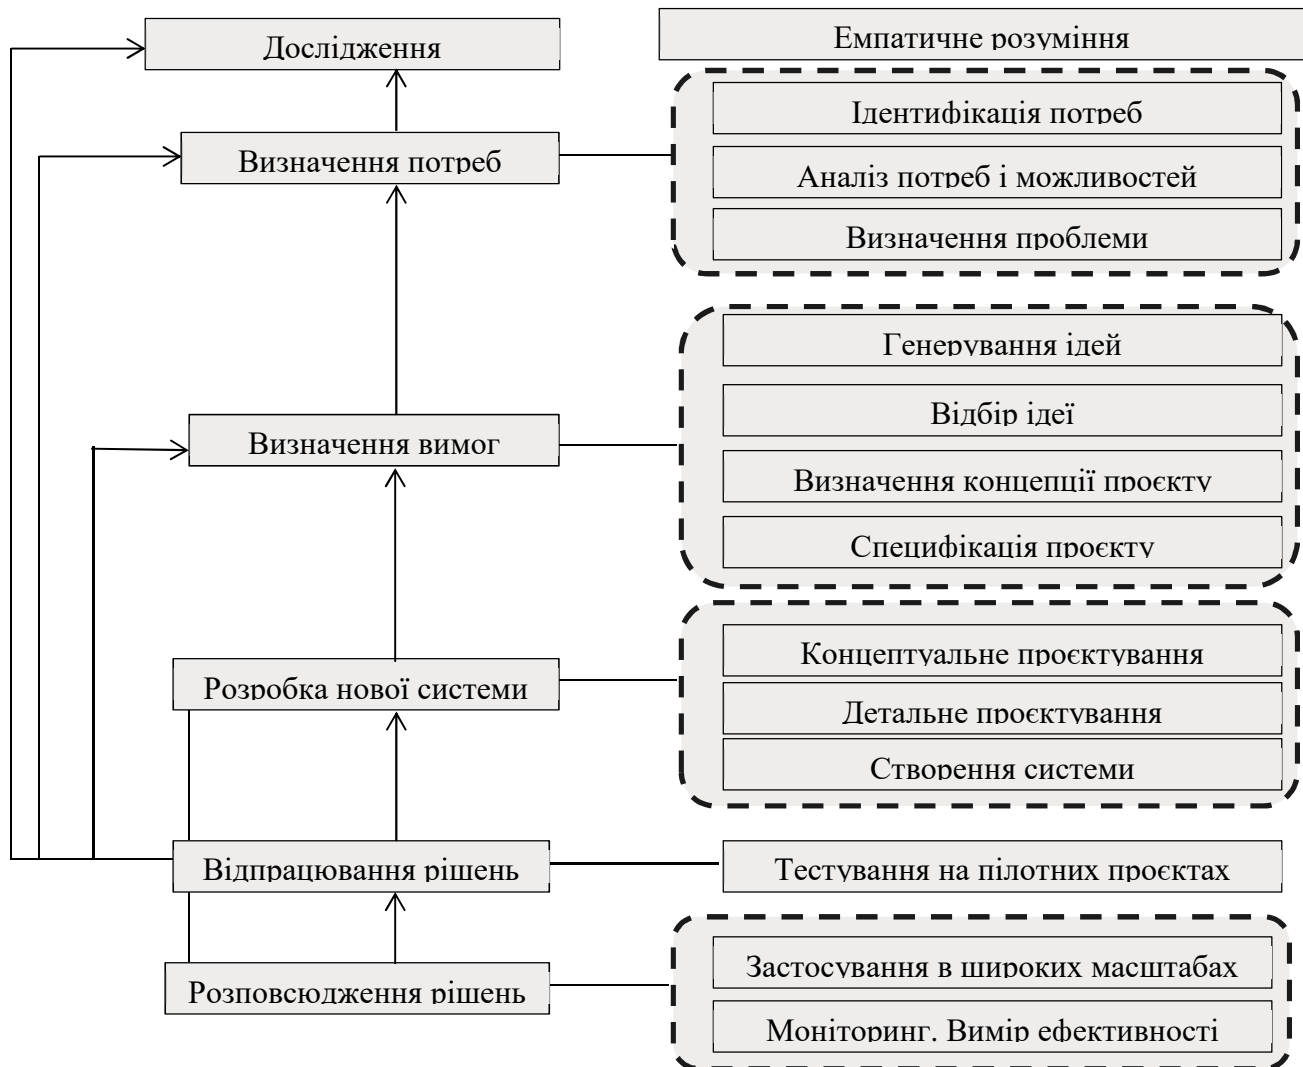 Дослідження
Емпатичне розуміння
Ідентифікація потреб
Визначення потреб
Аналіз потреб і можливостей
Визначення проблеми
Генерування ідей
Відбір ідеї
Визначення вимог
Визначення концепції проєкту
Специфікація проєкту
Концептуальне проєктування
Розробка нової системи
Детальне проєктування
Створення системи
Відпрацювання рішень
Тестування на пілотних проєктах
Застосування в широких масштабах
Розповсюдження рішень
Моніторинг. Вимір ефективності